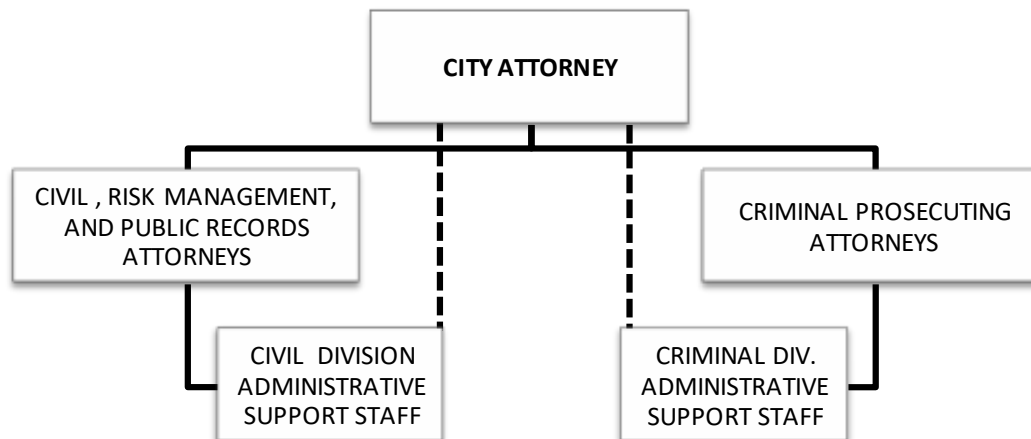 CITY ATTORNEY
CIVIL , RISK MANAGEMENT,
AND PUBLIC RECORDS
ATTORNEYS
CRIMINAL PROSECUTING
ATTORNEYS
CIVIL DIVISION
ADMINISTRATIVE
SUPPORT STAFF
CRIMINAL DIV.
ADMINISTRATIVE
SUPPORT STAFF